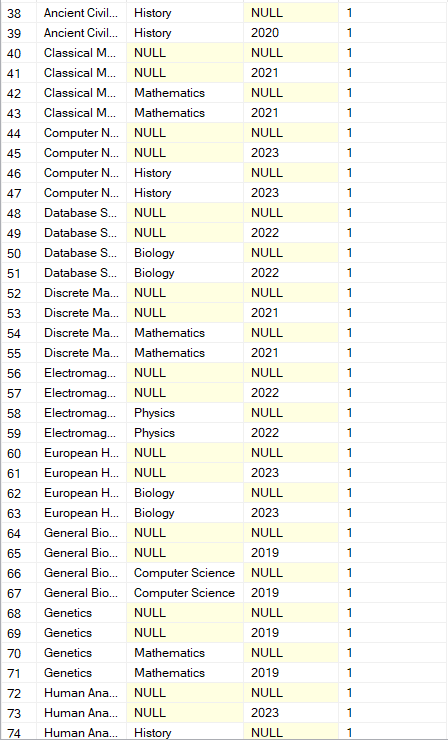 38 Ancient Civil... History NULL 1
39 Ancient Civil... History 2020 1
40 Classical M... NULL NULL 1
41 Classical M... NULL 2021 1
42 Classical M... Mathematics NULL 1
43 Classical M... Mathematics 2021 1
44 Computer N... NULL NULL 1
45 Computer N... NULL 2023 1
46 Computer N... History NULL 1
47 Computer N... History 2023 1
48 Database S... NULL NULL 1
49 Database S... NULL 2022 1
50 Database S... Biology NULL 1
51 Database S... Biology 2022 1
52 Discrete Ma... NULL NULL 1
53 Discrete Ma... NULL 2021 1
54 Discrete Ma... Mathematics NULL 1
55 Discrete Ma... Mathematics 2021 1
56 Electromag... NULL NULL 1
57 Electromag... NULL 2022 1
58 Electromag... Physics NULL 1
59 Electromag... Physics 2022 1
60 European H... NULL NULL 1
61 European H... NULL 2023 1
62 European H... Biology NULL 1
63 European H... Biology 2023 1
64 General Bio... NULL NULL 1
65 General Bio... NULL 2019 1
66 General Bio... Computer Science NULL 1
67 General Bio... Computer Science 2019 1
68 Genetics NULL NULL 1
69 Genetics NULL 2019 1
70 Genetics Mathematics NULL 1
71 Genetics Mathematics 2019 1
72 Human Ana... NULL NULL 1
73 Human Ana... NULL 2023 1
74 Human Ana... History NULL 1